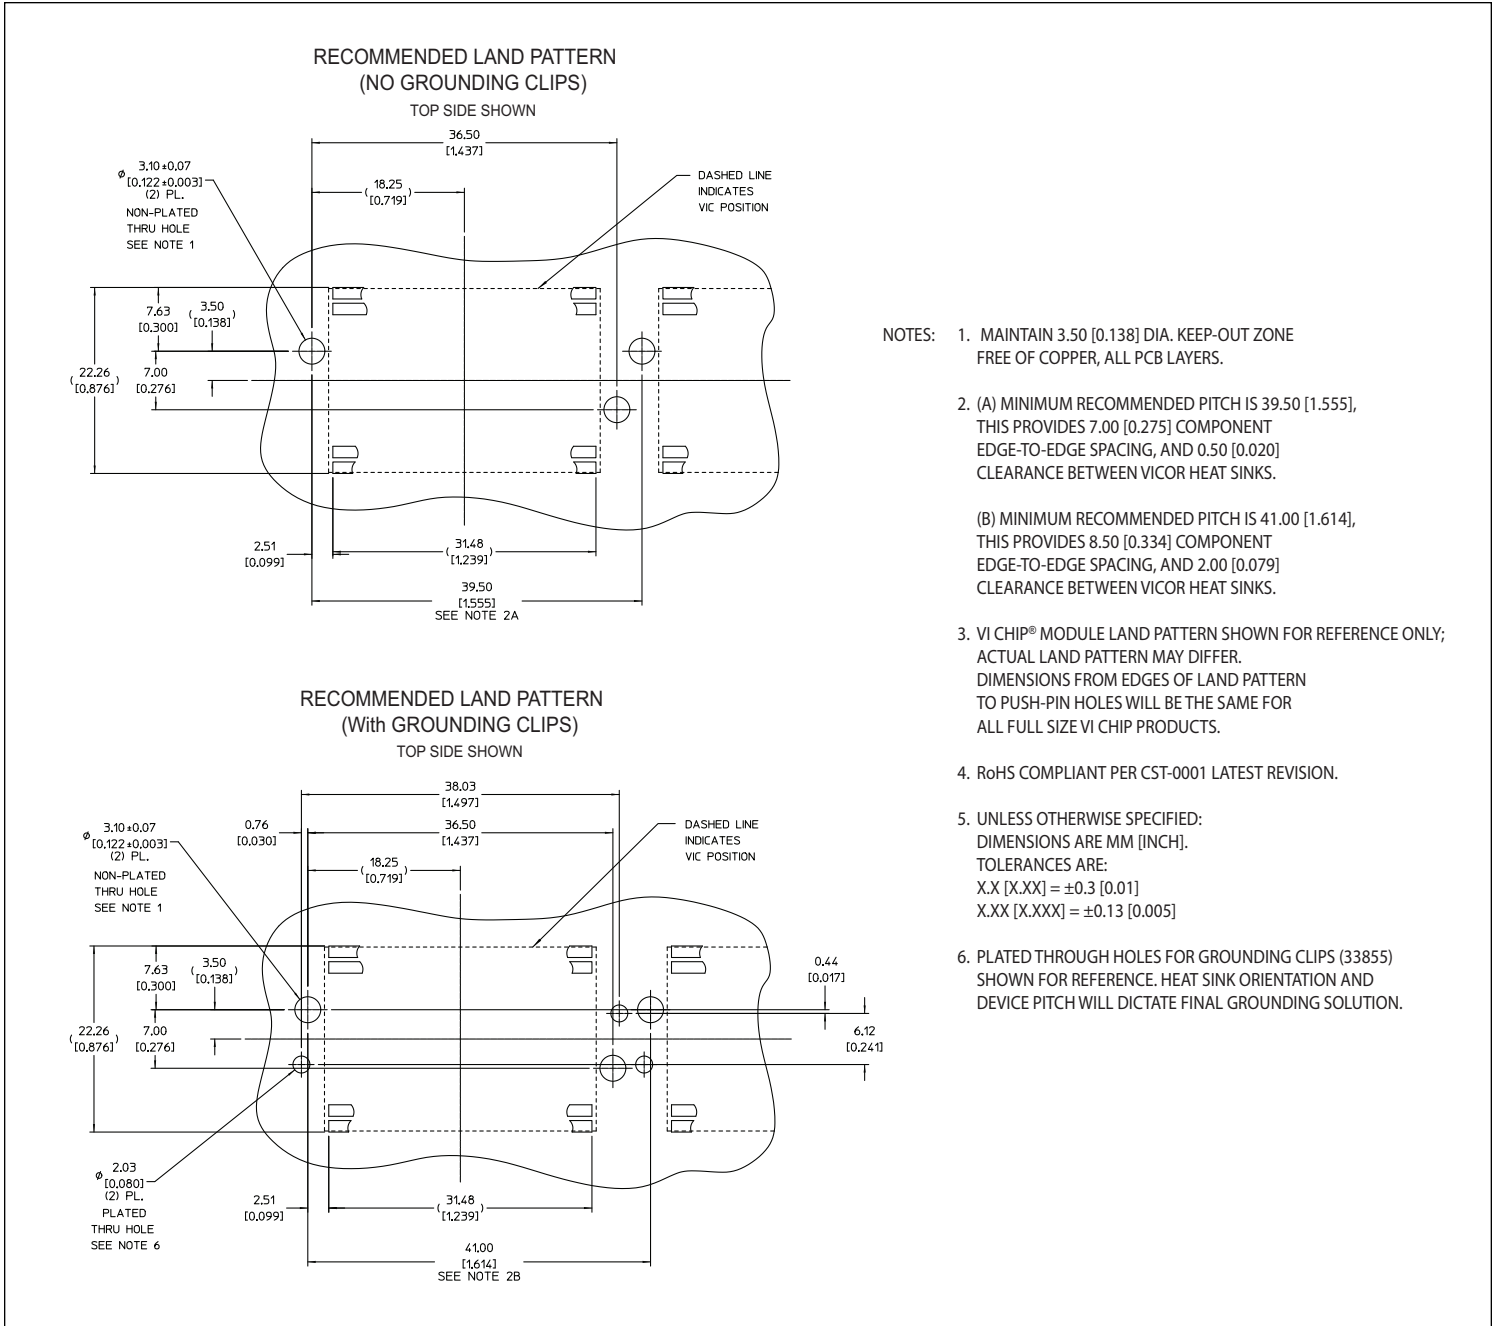 RECOMMENDED LAND PATTERN
(NO GROUNDING CLIPS)
TOP SIDE SHOWN
36.50
[1.437]
ø 3.10±0.07
[0.122±0.003]
(2) PL.
NON-PLATED
THRU HOLE
SEE NOTE 1
(18.25
[0.719])
DASHED LINE
INDICATES
VIC POSITION
7.63
[0.300]
(3.50
[0.138])
(22.26
[0.876])
7.00
[0.276]
2.51
[0.099]
(31.48
[1.239])
39.50
[1.555]
SEE NOTE 2A
RECOMMENDED LAND PATTERN
(With GROUNDING CLIPS)
TOP SIDE SHOWN
38.03
[1.497]
ø 3.10±0.07
[0.122±0.003]
(2) PL.
NON-PLATED
THRU HOLE
SEE NOTE 1
0.76
[0.030]
36.50
[1.437]
(18.25
[0.719])
DASHED LINE
INDICATES
VIC POSITION
7.63
[0.300]
(3.50
[0.138])
0.44
[0.017]
(22.26
[0.876])
7.00
[0.276]
6.12
[0.241]
ø 2.03
[0.080]
(2) PL.
PLATED
THRU HOLE
SEE NOTE 6
2.51
[0.099]
(31.48
[1.239])
41.00
[1.614]
SEE NOTE 2B
NOTES: 1. MAINTAIN 3.50 [0.138] DIA. KEEP-OUT ZONE
FREE OF COPPER, ALL PCB LAYERS.
2. (A) MINIMUM RECOMMENDED PITCH IS 39.50 [1.555],
THIS PROVIDES 7.00 [0.275] COMPONENT
EDGE-TO-EDGE SPACING, AND 0.50 [0.020]
CLEARANCE BETWEEN VICOR HEAT SINKS.
(B) MINIMUM RECOMMENDED PITCH IS 41.00 [1.614],
THIS PROVIDES 8.50 [0.334] COMPONENT
EDGE-TO-EDGE SPACING, AND 2.00 [0.079]
CLEARANCE BETWEEN VICOR HEAT SINKS.
3. VI CHIP® MODULE LAND PATTERN SHOWN FOR REFERENCE ONLY;
ACTUAL LAND PATTERN MAY DIFFER.
DIMENSIONS FROM EDGES OF LAND PATTERN
TO PUSH-PIN HOLES WILL BE THE SAME FOR
ALL FULL SIZE VI CHIP PRODUCTS.
4. RoHS COMPLIANT PER CST-0001 LATEST REVISION.
5. UNLESS OTHERWISE SPECIFIED:
DIMENSIONS ARE MM [INCH].
TOLERANCES ARE:
X.X [X.XX] = ±0.3 [0.01]
X.XX [X.XXX] = ±0.13 [0.005]
6. PLATED THROUGH HOLES FOR GROUNDING CLIPS (33855)
SHOWN FOR REFERENCE. HEAT SINK ORIENTATION AND
DEVICE PITCH WILL DICTATE FINAL GROUNDING SOLUTION.